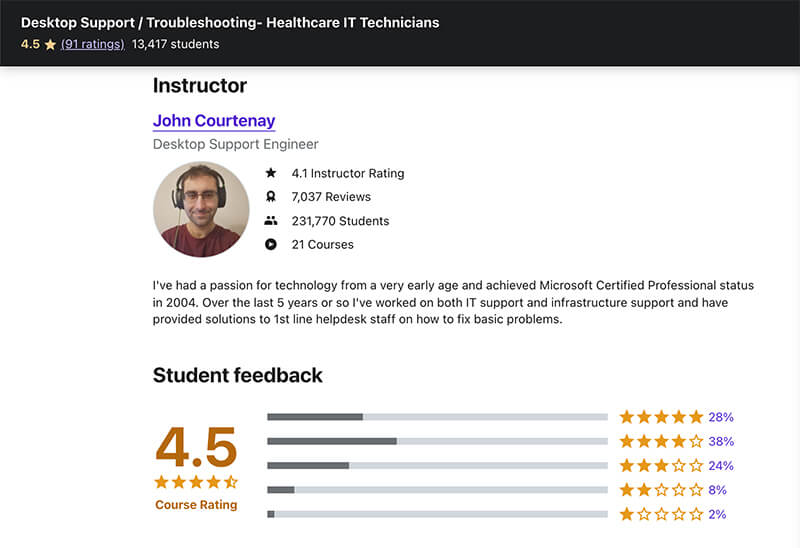 Desktop Support / Troubleshooting- Healthcare IT Technicians
4.5 (91 ratings) 13,417 students
Instructor
John Courtenay
Desktop Support Engineer
4.1 Instructor Rating
7,037 Reviews
231,770 Students
21 Courses
I've had a passion for technology from a very early age and achieved Microsoft Certified Professional status
in 2004. Over the last 5 years or so I've worked on both IT support and infrastructure support and have
provided solutions to 1st line helpdesk staff on how to fix basic problems.
Student feedback
4.5
Course Rating
28%
38%
24%
8%
2%